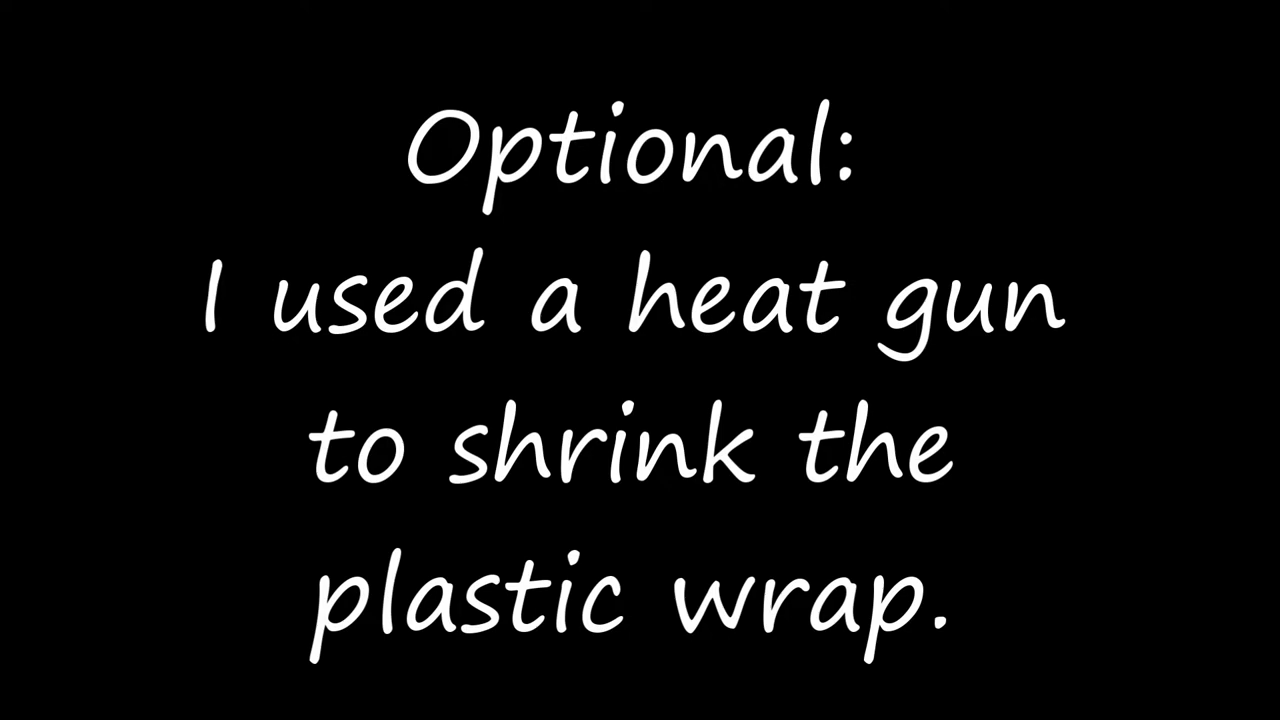 Optional:
I used a heat gun
to shrink the
plastic wrap.